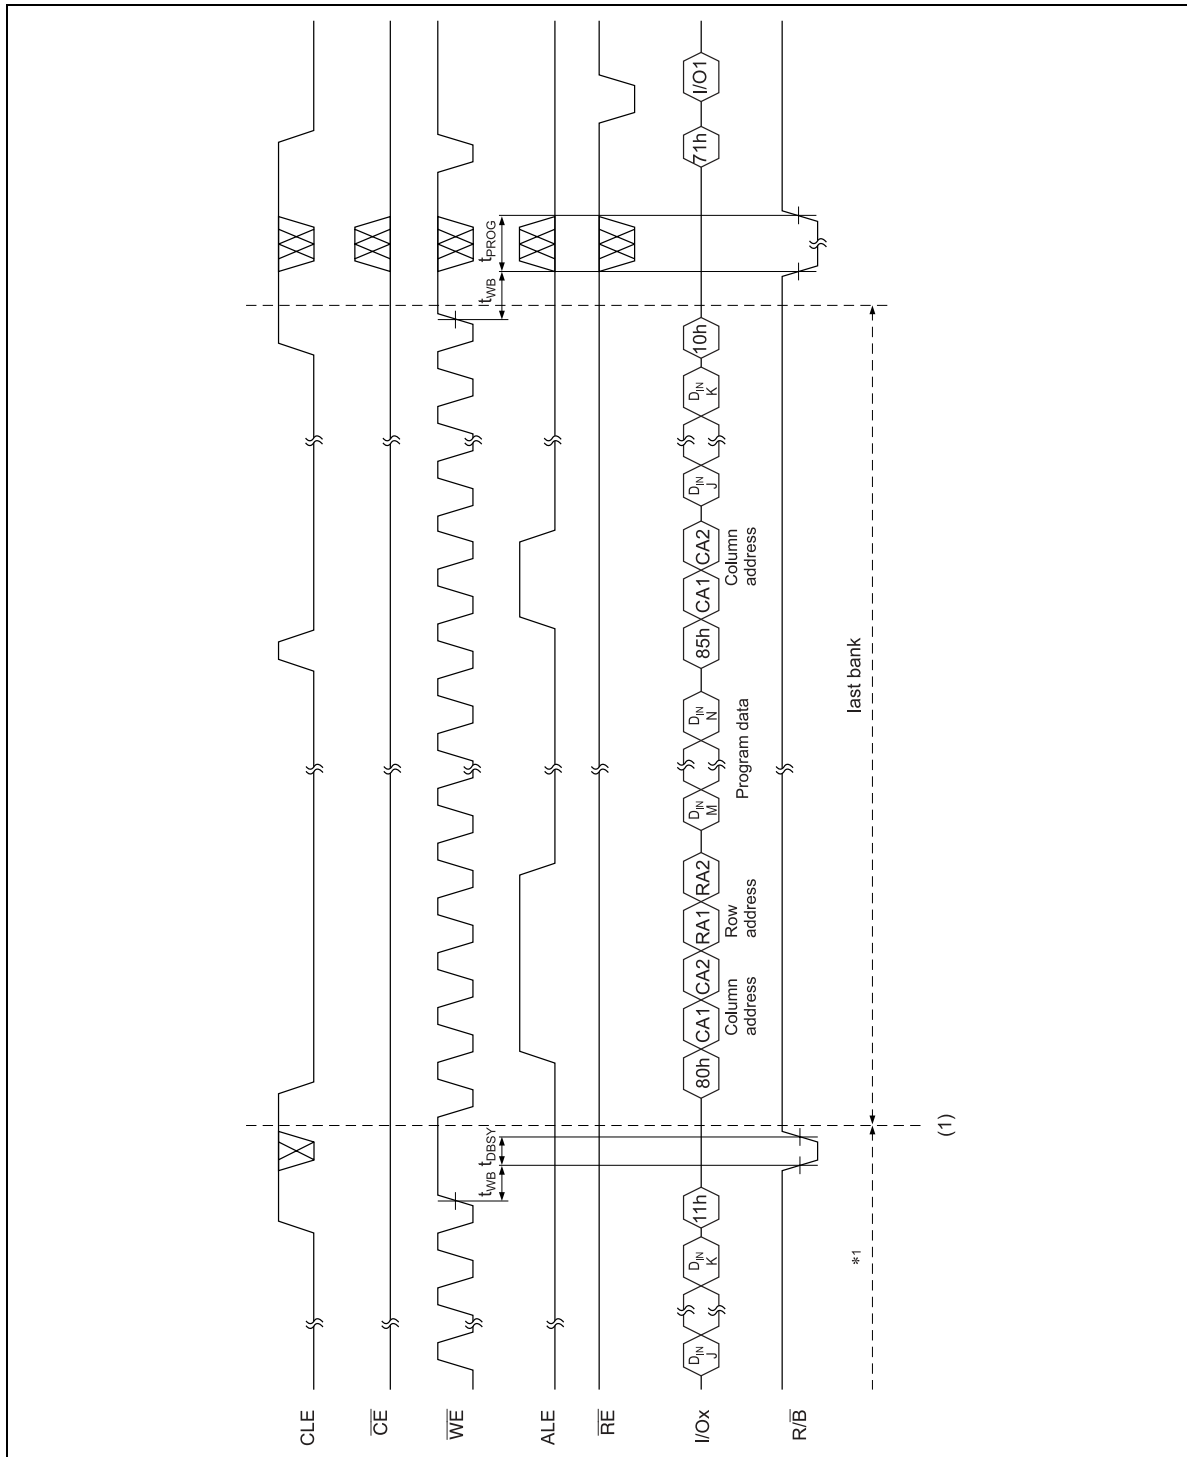 CLE
CE
WE
tWB tDBSY
tWB tPROG
ALE
RE
I/Ox
DIN J
DIN K
11h
80h
CA1
CA2
RA1
RA2
DIN M
DIN N
85h
CA1
CA2
DIN J
DIN K
10h
71h
I/O1
Column address
Row address
Program data
Column address
R/B
*1
last bank
(1)